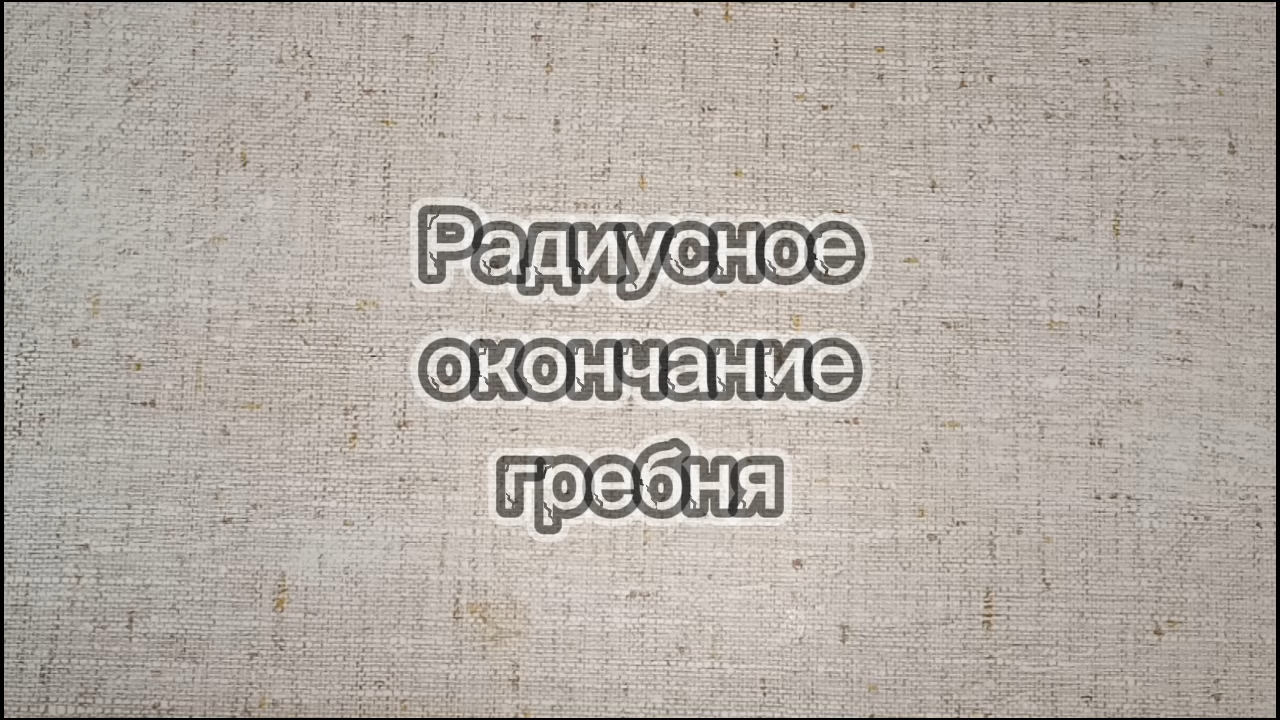 Радиусное
окончание
гребня